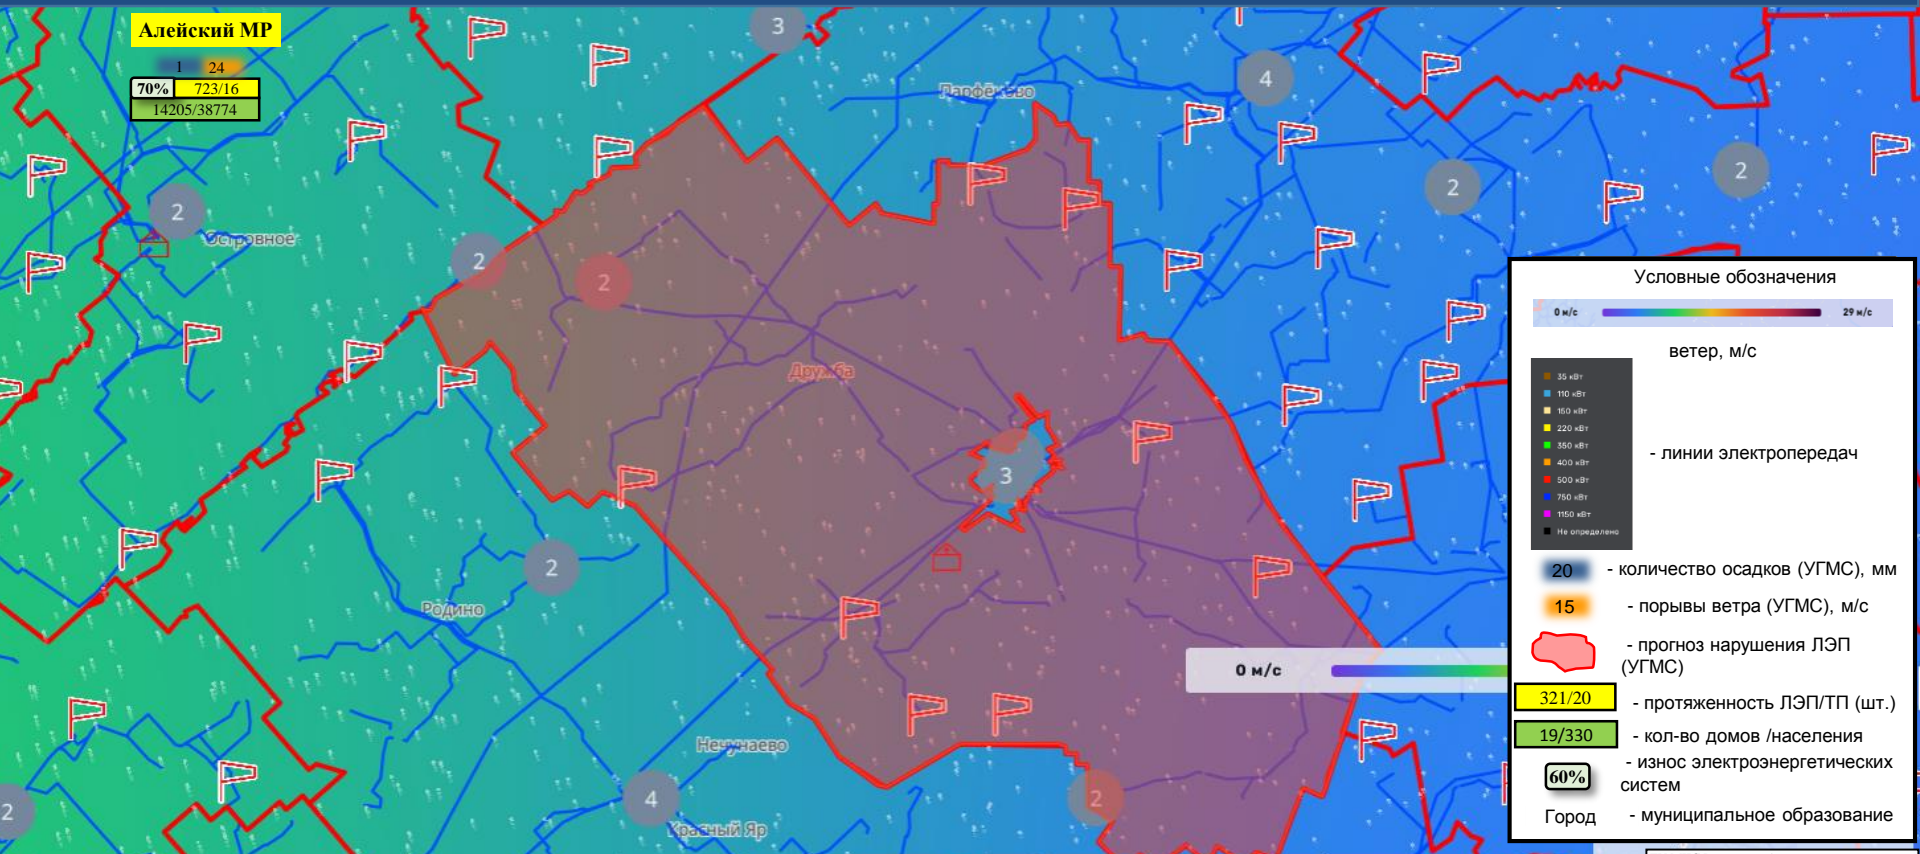 Алейский МР
1 24
70% 723/16
14205/38774
3
Парфёново
4
2
2
2
Островное
2
2
Дружба
3
2
Родино
0 м/с
Нечунаево
4
2
2
Красный Яр
Условные обозначения
0 м/с 29 м/с
ветер, м/с
35 кВт
110 кВт
150 кВт
220 кВт
350 кВт
400 кВт
500 кВт
750 кВт
1150 кВт
Не определено
- линии электропередач
20 - количество осадков (УГМС), мм
15 - порывы ветра (УГМС), м/с
- прогноз нарушения ЛЭП
(УГМС)
321/20 - протяженность ЛЭП/ТП (шт.)
19/330 - кол-во домов /населения
60% - износ электроэнергетических
систем
Город - муниципальное образование